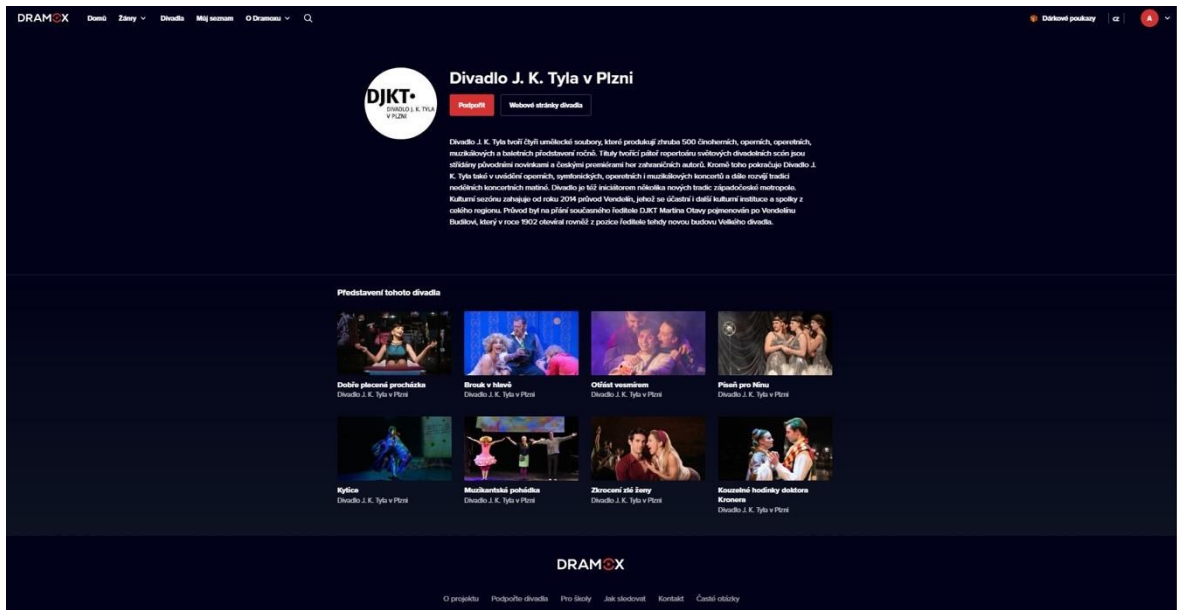 DRAMOX Domů Žánry Divadla Můj seznam O Dramoxu Dárkové poukazy CZ A
Divadlo J. K. Tyla v Plzni
DJKT•
DIVADLO J. K. TYLA
V PLZNI
Podpořit Webové stránky divadla
Divadlo J. K. Tyla tvoří čtyři umělecké soubory, které produkují zhruba 500 činoherních, operních, operetních,
muzikálových a baletních představení ročně. Tituly tvořící páteř repertoáru světových divadelních scén jsou
střídány původními novinkami a českými premiérami her zahraničních autorů. Kromě toho pokračuje Divadlo J.
K. Tyla také v uvádění operních, symfonických, operetních i muzikálových koncertů a dále rozvíjí tradici
nedělních koncertních matiné. Divadlo je též iniciátorem několika nových tradic západočeské metropole.
Kulturní sezónu zahajuje od roku 2014 průvod Vendelín, jehož se účastní i další kulturní instituce a spolky z
celého regionu. Průvod byl na přání současného ředitele DJKT Martina Otavy pojmenován po Vendelínu
Budilovi, který v roce 1902 otevíral rovněž z pozice ředitele tehdy novou budovu Velkého divadla.
Představení tohoto divadla
Dobře placená procházka Brouk v hlavě Otřást vesmírem Píseň pro Ninu
Divadlo J. K. Tyla v Plzni Divadlo J. K. Tyla v Plzni Divadlo J. K. Tyla v Plzni Divadlo J. K. Tyla v Plzni
Kytice Muzikantská pohádka Zkrocení zlé ženy Kouzelné hodinky doktora
Kronera
Divadlo J. K. Tyla v Plzni Divadlo J. K. Tyla v Plzni Divadlo J. K. Tyla v Plzni
Divadlo J. K. Tyla v Plzni
DRAMOX
O projektu Podpořte divadla Pro školy Jak sledovat Kontakt Časté otázky